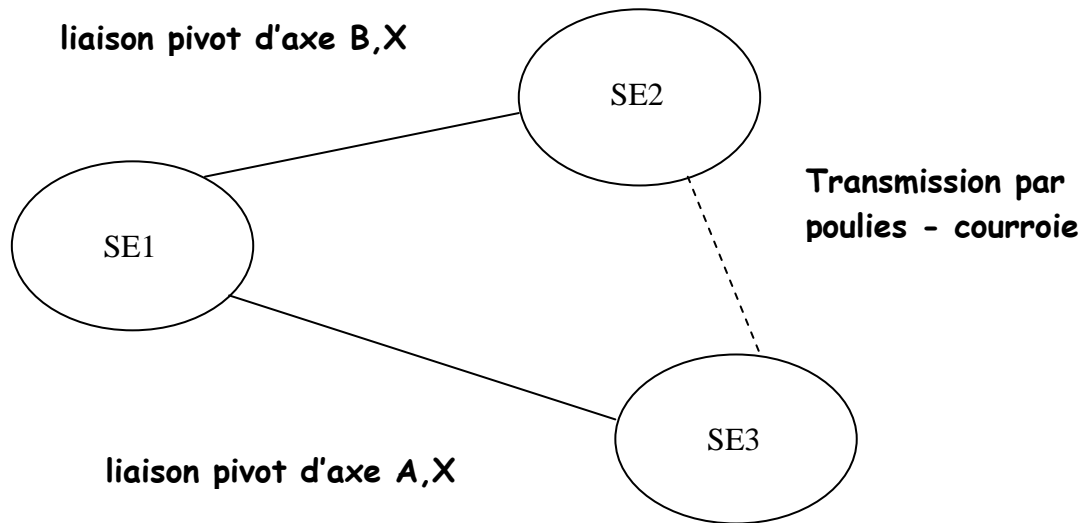 liaison pivot d'axe B,X
SE2
Transmission par
poulies - courroie
SE1
SE3
liaison pivot d'axe A,X